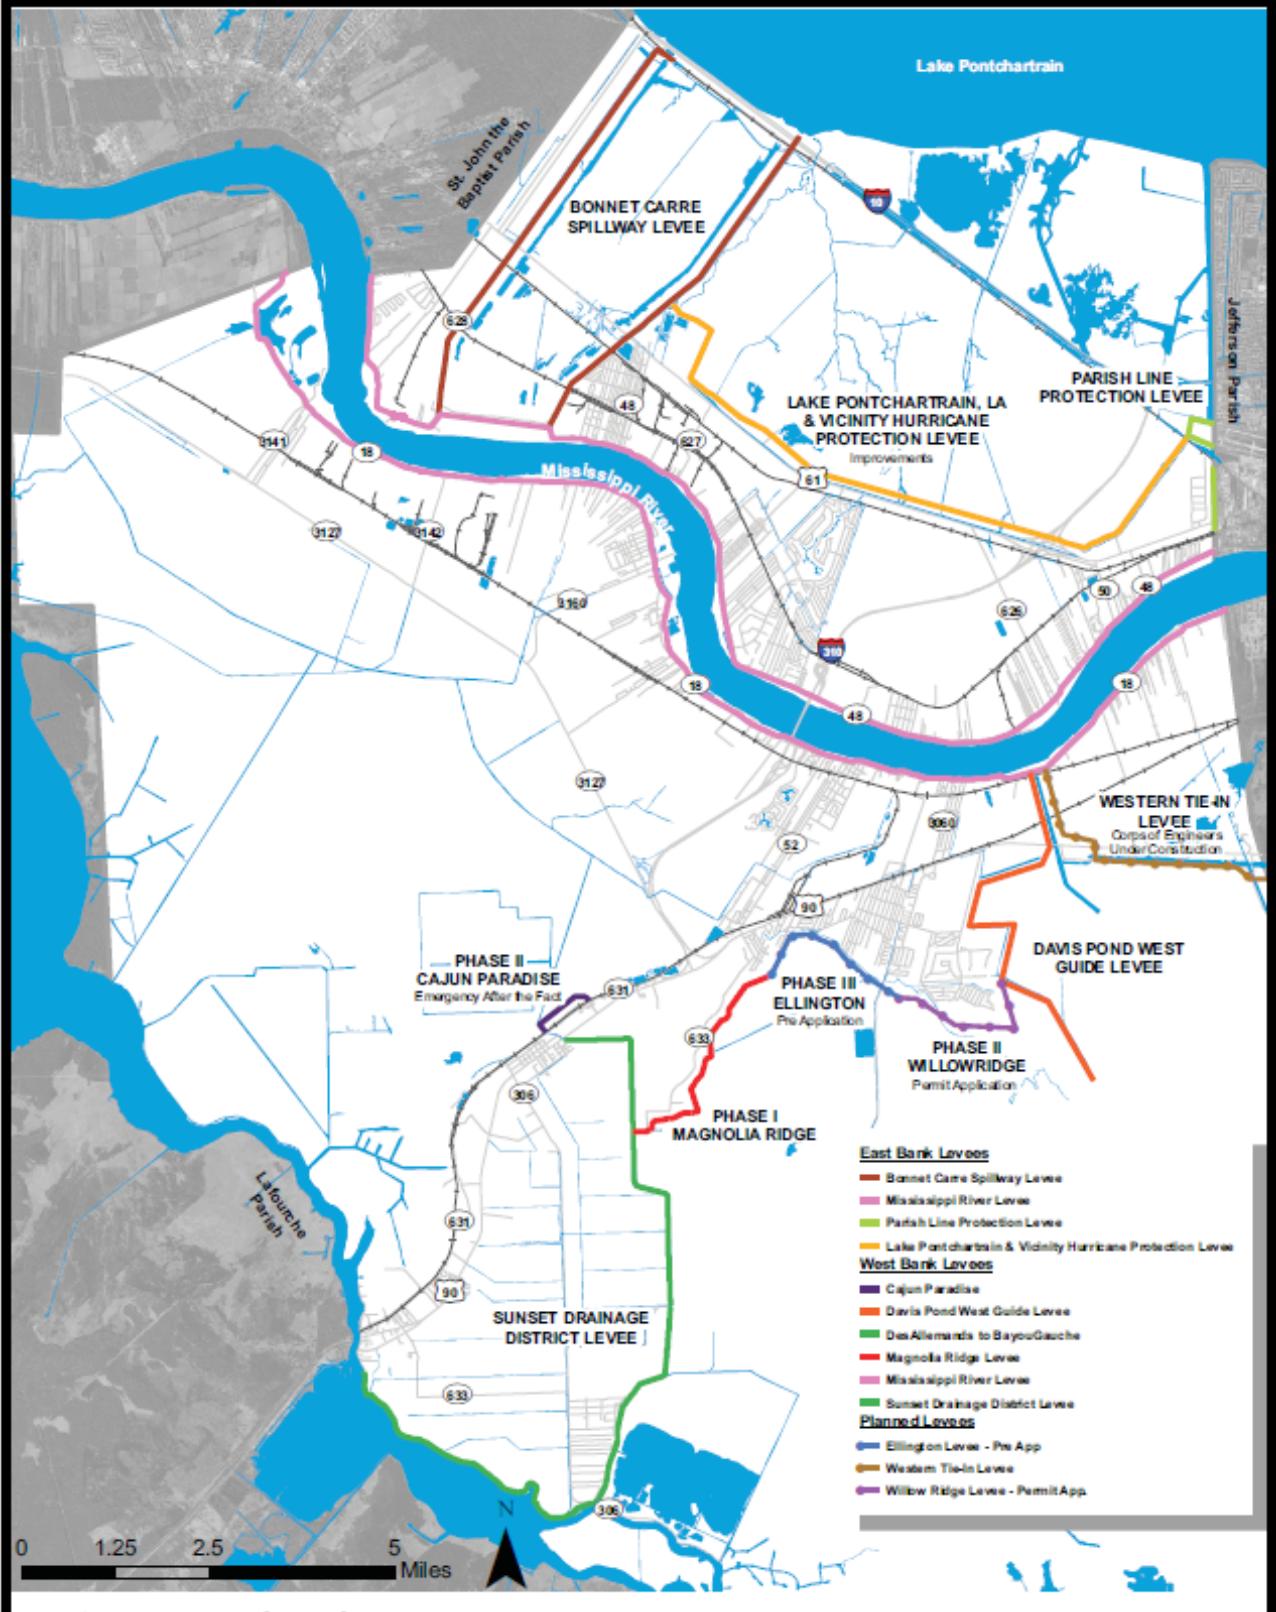 Lake Pontchartrain
St. John the
Baptist Parish
10
BONNET CARRE
SPILLWAY LEVEE
Jefferson Parish
628
PARISH LINE
PROTECTION LEVEE
48
LAKE PONTCHARTRAIN, LA
& VICINITY HURRICANE
PROTECTION LEVEE
Improvements
627
3141
18
61
Mississippi River
3127
3142
50
48
3160
626
310
18
18
48
3127
WESTERN TIE-IN
LEVEE
Corps of Engineers
Under Construction
3060
52
90
DAVIS POND WEST
GUIDE LEVEE
PHASE II
CAJUN PARADISE
Emergency After the Fact
631
PHASE III
ELLINGTON
Pre Application
633
PHASE II
WILLOWRIDGE
Permit Application
306
PHASE I
MAGNOLIA RIDGE
Lafourche
Parish
631
90
SUNSET DRAINAGE
DISTRICT LEVEE
633
306
East Bank Levees
Bonnet Carre Spillway Levee
Mississippi River Levee
Parish Line Protection Levee
Lake Pontchartrain & Vicinity Hurricane Protection Levee
West Bank Levees
Cajun Paradise
Davis Pond West Guide Levee
DesAllemands to BayouGauche
Magnolia Ridge Levee
Mississippi River Levee
Sunset Drainage District Levee
Planned Levees
Ellington Levee - Pre App
Western Tie-In Levee
Willow Ridge Levee - Permit App.
N
0 1.25 2.5 5
Miles